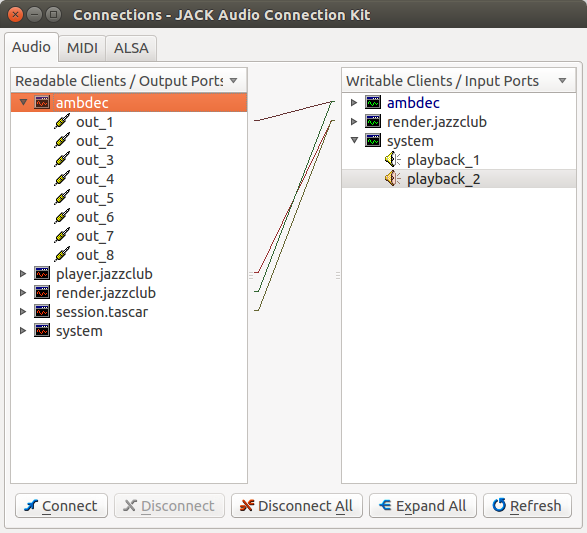 Connections - JACK Audio Connection Kit
Audio MIDI ALSA
Readable Clients / Output Ports
ambdec
out_1
out_2
out_3
out_4
out_5
out_6
out_7
out_8
player.jazzclub
render.jazzclub
session.tascar
system
Writable Clients / Input Ports
ambdec
render.jazzclub
system
playback_1
playback_2
Connect Disconnect Disconnect All Expand All Refresh